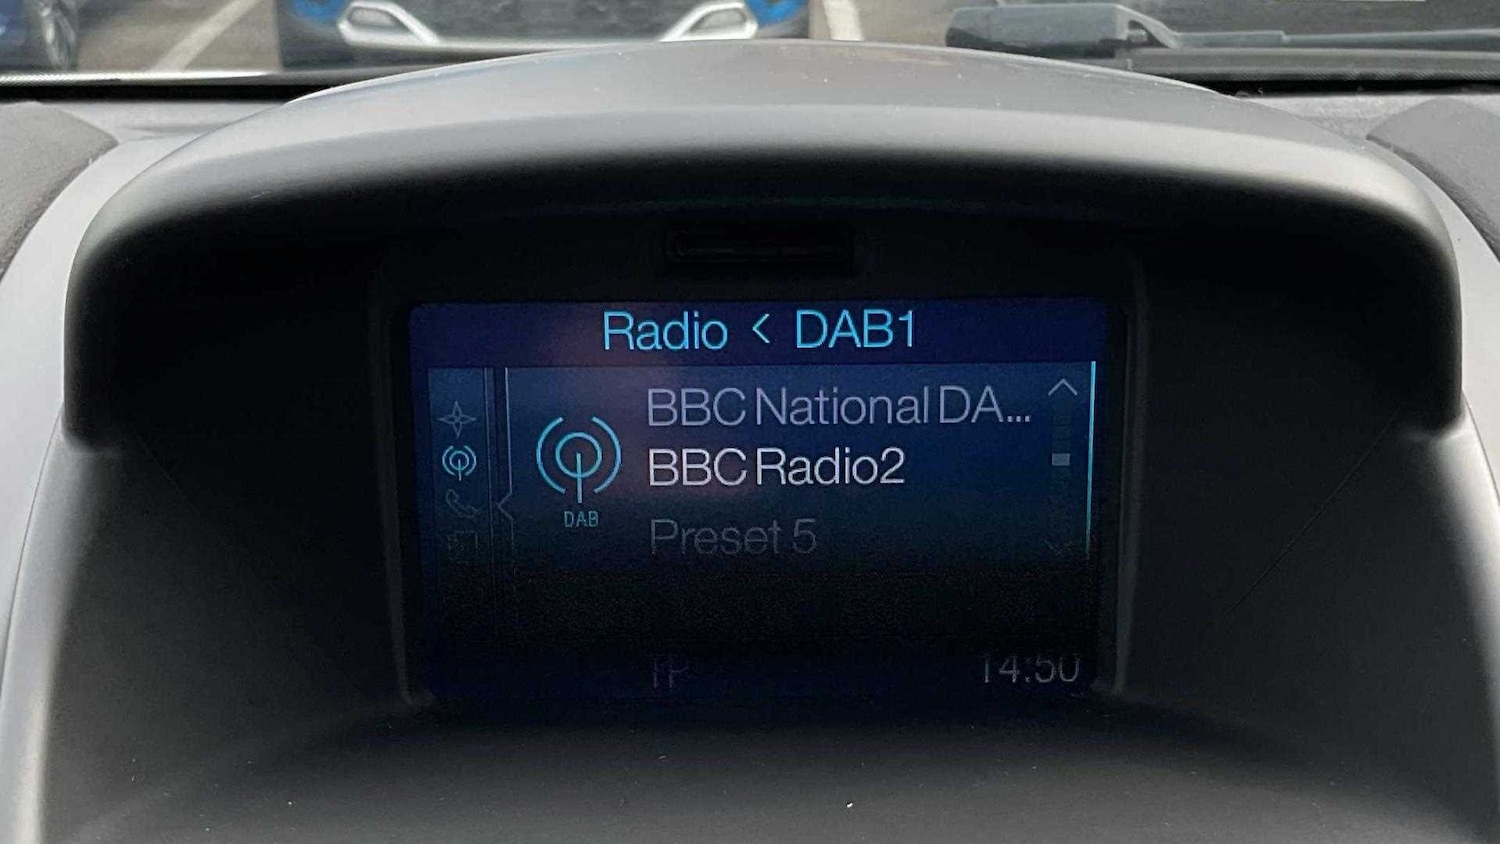 Radio < DAB1
BBC National DA...
BBC Radio2
DAB
Preset 5
TP
14:50